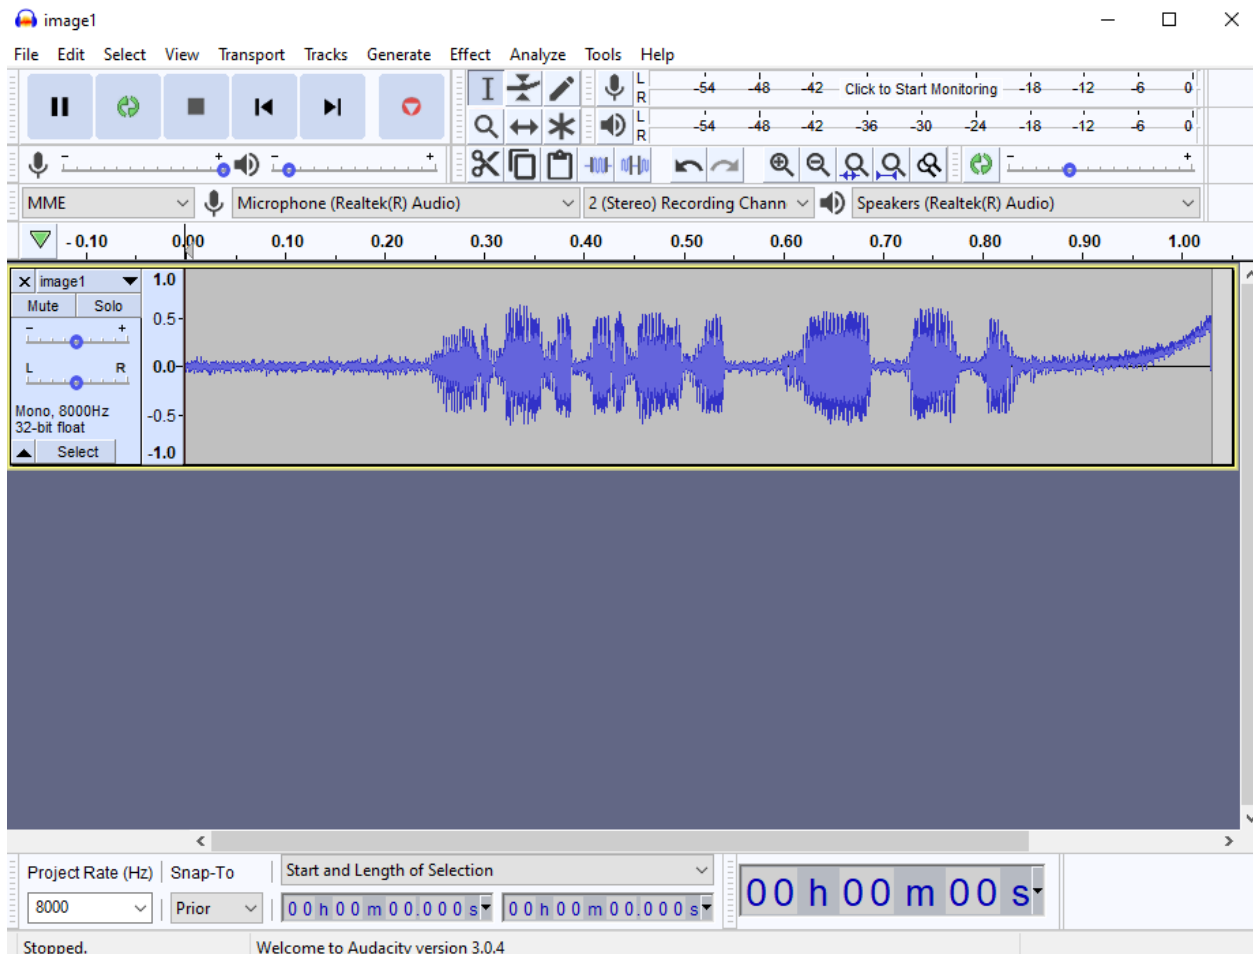 image1
File Edit Select View Transport Tracks Generate Effect Analyze Tools Help
L R -54 -48 -42 Click to Start Monitoring -18 -12 -6 0
L R -54 -48 -42 -36 -30 -24 -18 -12 -6 0
- + - + - +
MME Microphone (Realtek(R) Audio) 2 (Stereo) Recording Chann Speakers (Realtek(R) Audio)
- 0.10 0.00 0.10 0.20 0.30 0.40 0.50 0.60 0.70 0.80 0.90 1.00
image1 1.0
Mute Solo
- + 0.5
L R 0.0
Mono, 8000Hz -0.5
32-bit float
Select -1.0
Project Rate (Hz) Snap-To Start and Length of Selection
8000 Prior 00 h 00 m 00.000 s 00 h 00 m 00.000 s 00 h 00 m 00 s
Stopped. Welcome to Audacity version 3.0.4